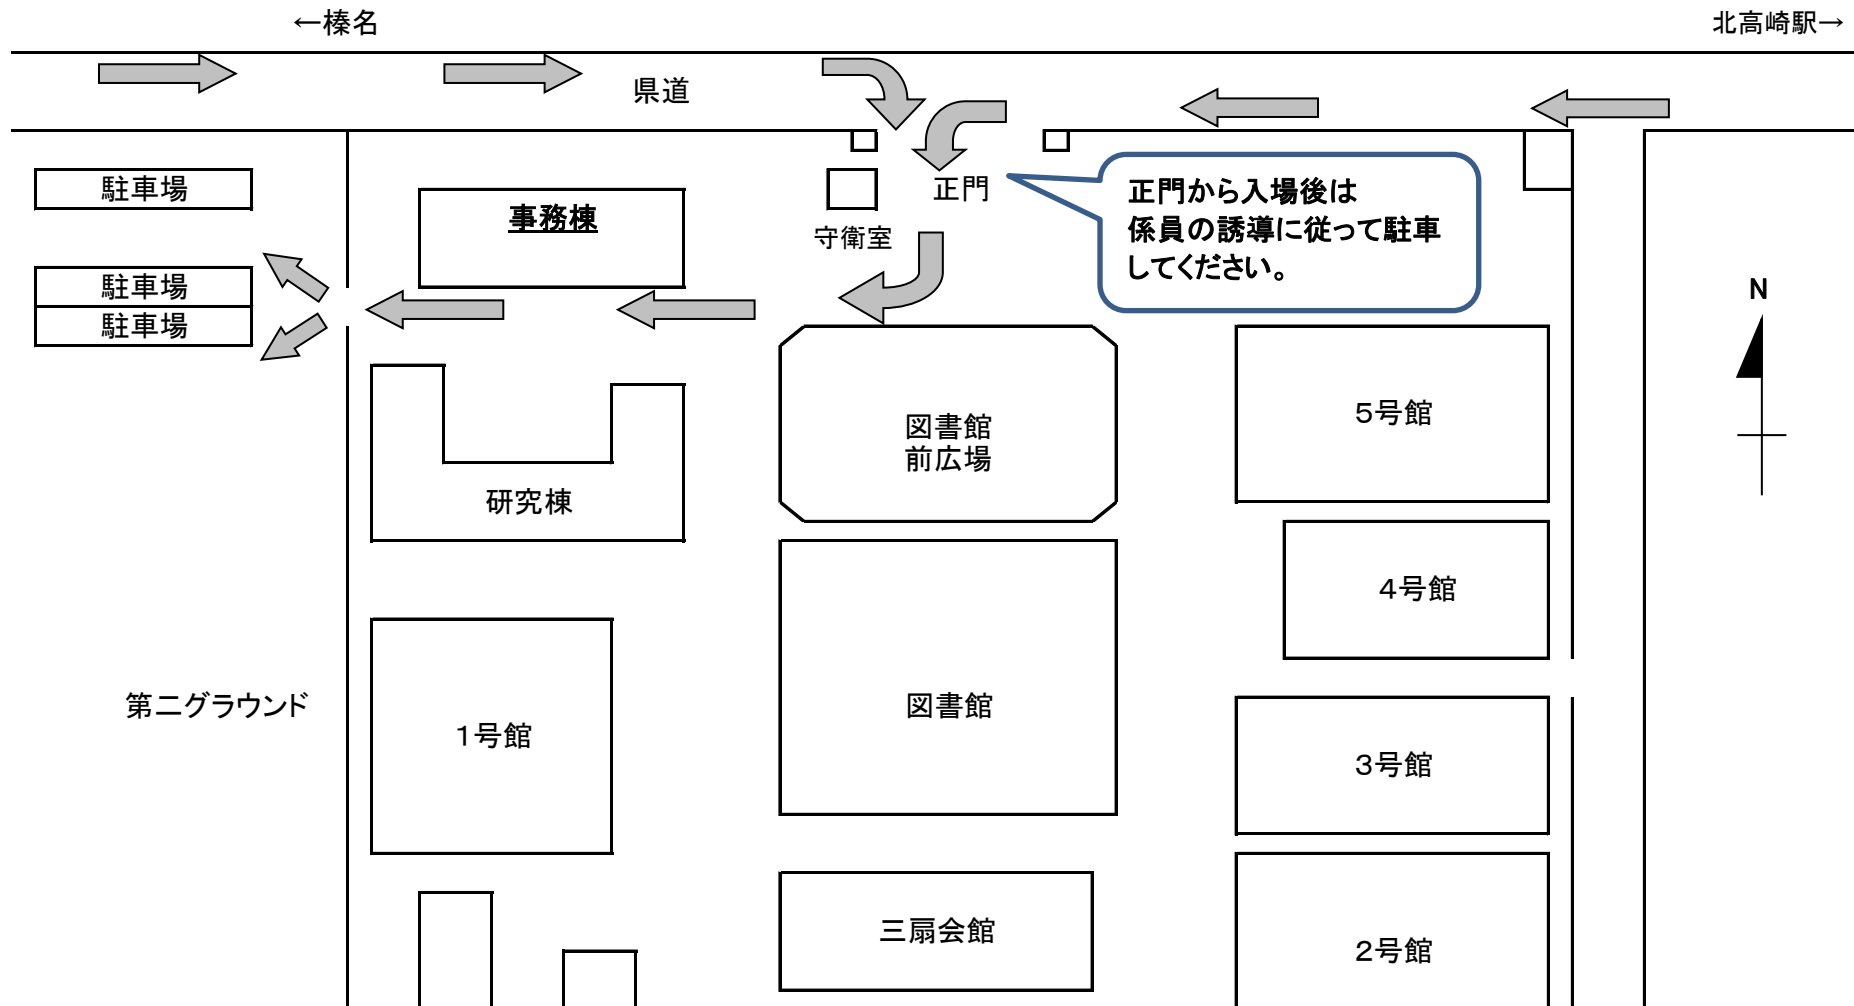 ←榛名
北高崎駅→
県道
駐車場
事務棟
正門
守衛室
正門から入場後は
係員の誘導に従って駐車
してください。
駐車場
駐車場
N
図書館
前広場
5号館
研究棟
4号館
第二グラウンド
1号館
図書館
3号館
三扇会館
2号館